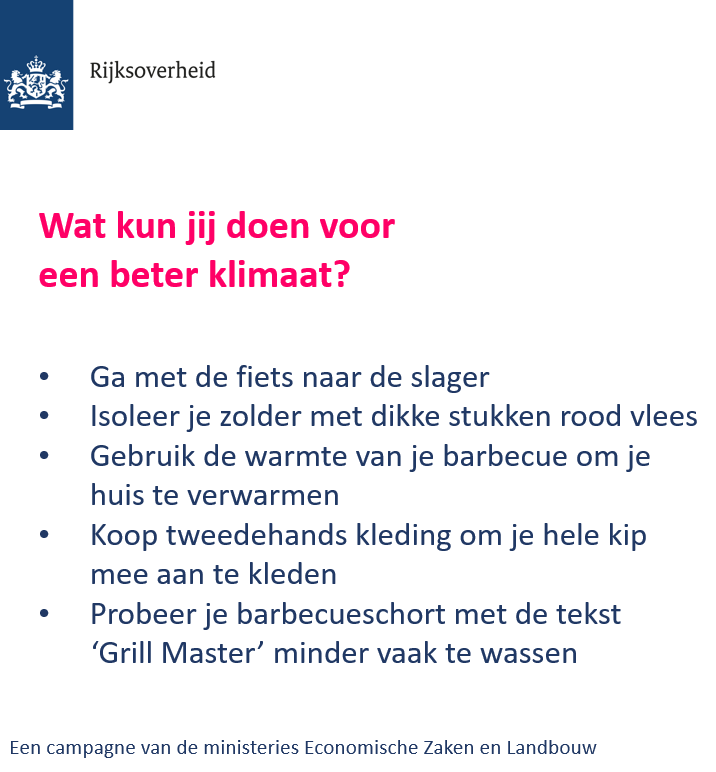 Rijksoverheid
Wat kun jij doen voor
een beter klimaat?
• Ga met de fiets naar de slager
• Isoleer je zolder met dikke stukken rood vlees
• Gebruik de warmte van je barbecue om je
huis te verwarmen
• Koop tweedehands kleding om je hele kip
mee aan te kleden
• Probeer je barbecueschort met de tekst
‘Grill Master’ minder vaak te wassen
Een campagne van de ministeries Economische Zaken en Landbouw